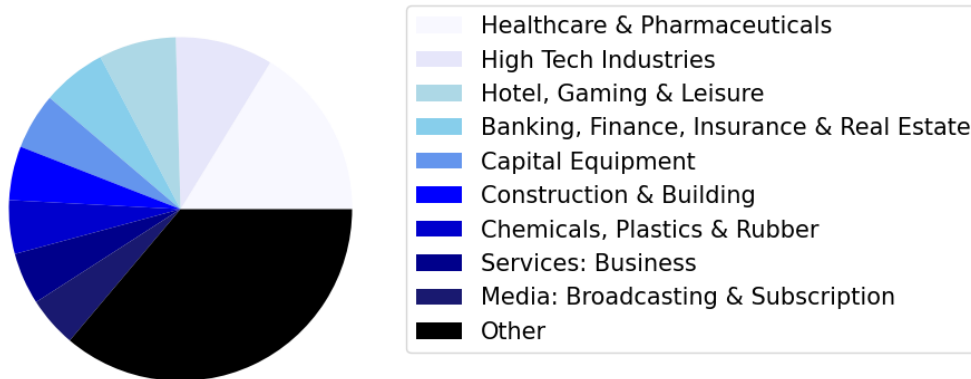 Healthcare & Pharmaceuticals
High Tech Industries
Hotel, Gaming & Leisure
Banking, Finance, Insurance & Real Estate
Capital Equipment
Construction & Building
Chemicals, Plastics & Rubber
Services: Business
Media: Broadcasting & Subscription
Other